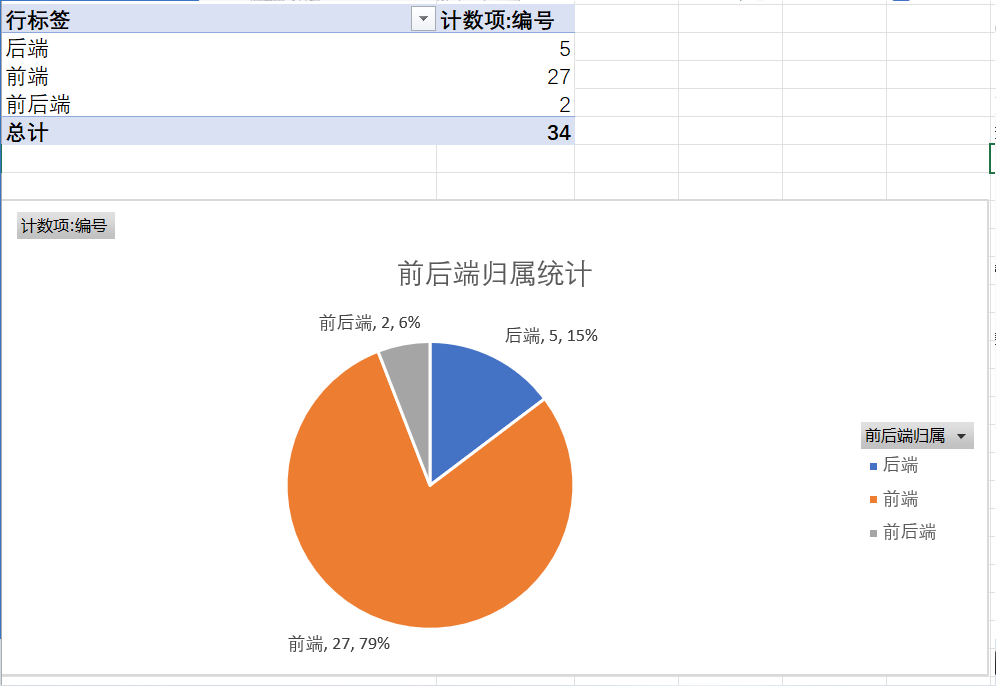 行标签 计数项:编号
后端 5
前端 27
前后端 2
总计 34
计数项:编号
前后端归属统计
前后端, 2, 6%
后端, 5, 15%
前端, 27, 79%
前后端归属
后端
前端
前后端